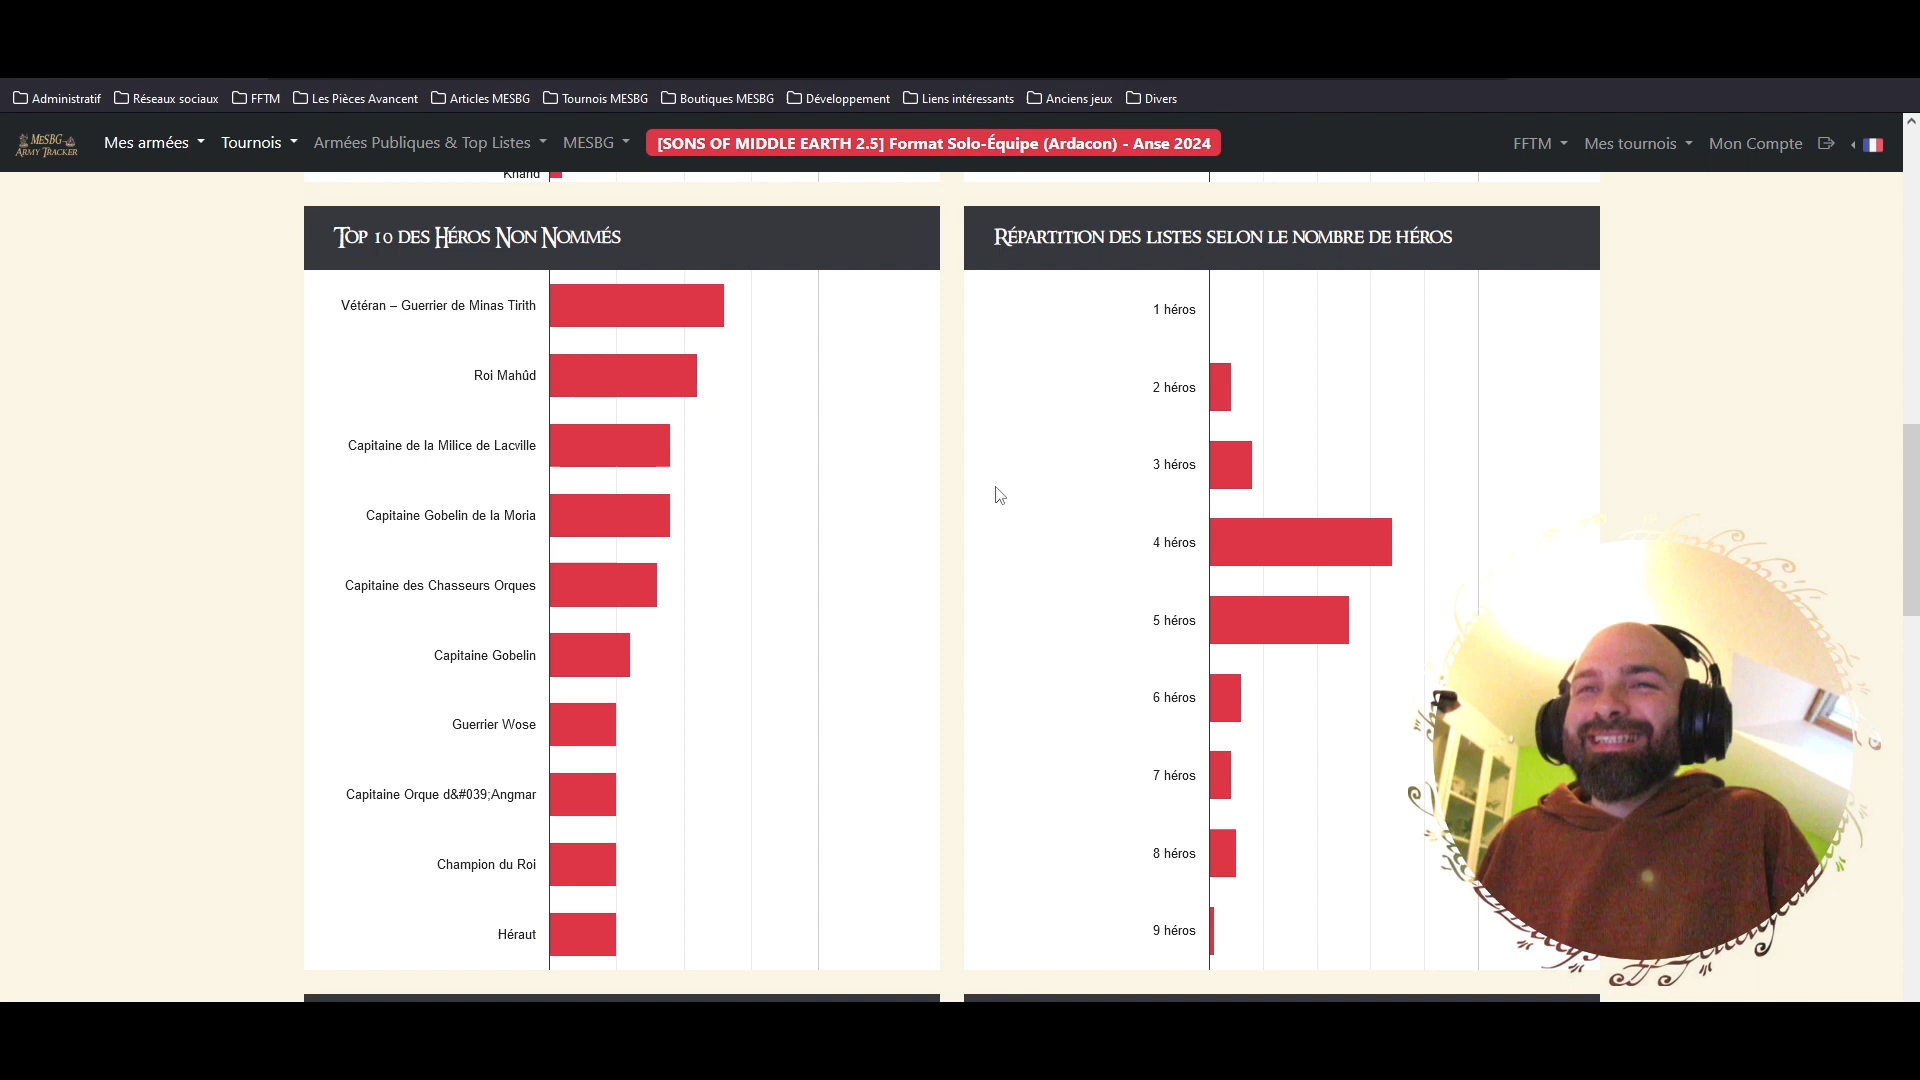 Administratif Réseaux sociaux FFTM Les Pièces Avancent Articles MESBG Tournois MESBG Boutiques MESBG Développement Liens intéressants Anciens jeux Divers
MESBG
ARMY TRACKER
Mes armées Tournois Armées Publiques & Top Listes MESBG [SONS OF MIDDLE EARTH 2.5] Format Solo-Équipe (Ardacon) - Anse 2024 FFTM Mes tournois Mon Compte
Khand
Top 10 des Héros Non Nommés
Vétéran – Guerrier de Minas Tirith
Roi Mahûd
Capitaine de la Milice de Lacville
Capitaine Gobelin de la Moria
Capitaine des Chasseurs Orques
Capitaine Gobelin
Guerrier Wose
Capitaine Orque d&#039;Angmar
Champion du Roi
Héraut
Répartition des listes selon le nombre de héros
1 héros
2 héros
3 héros
4 héros
5 héros
6 héros
7 héros
8 héros
9 héros